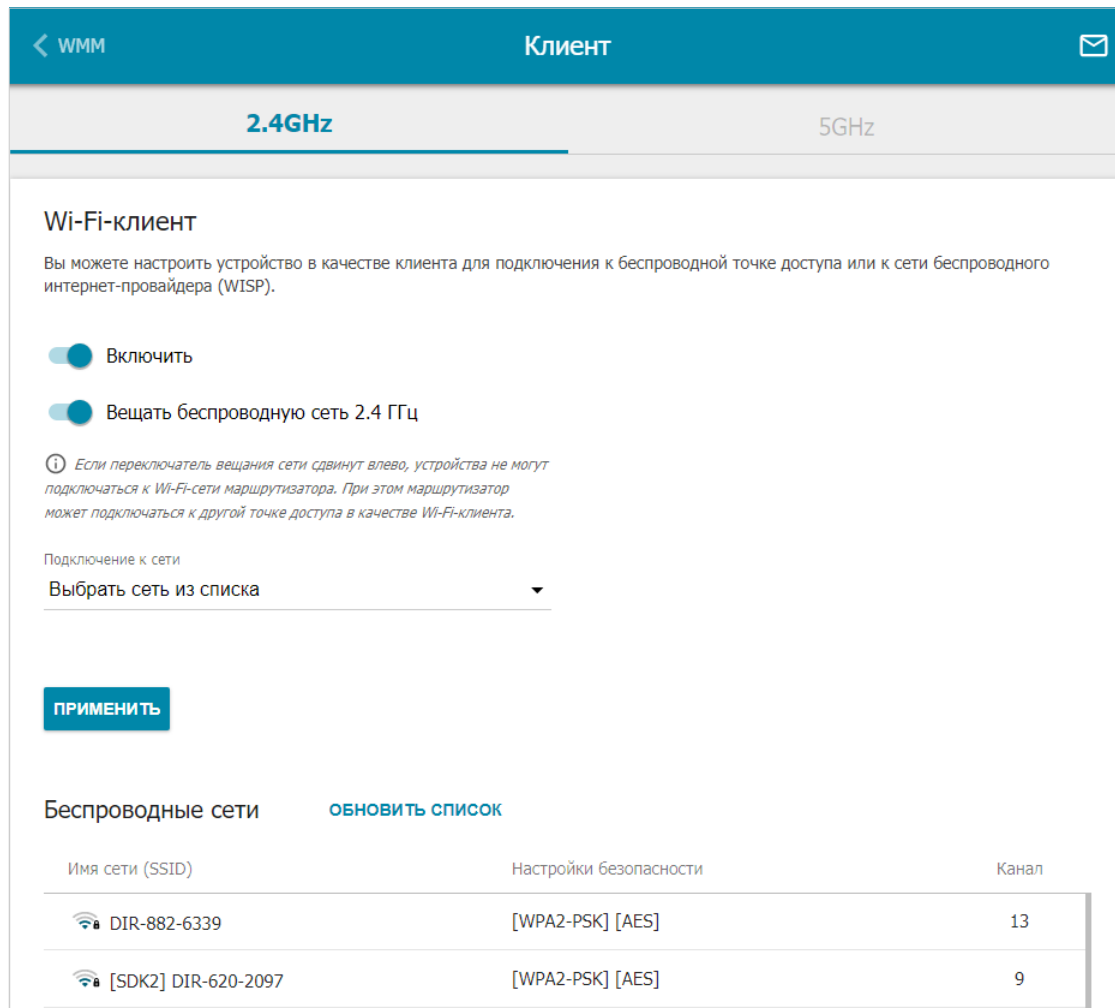 WMM
Клиент
2.4GHz
5GHz
Wi-Fi-клиент
Вы можете настроить устройство в качестве клиента для подключения к беспроводной точке доступа или к сети беспроводного
интернет-провайдера (WISP).
Включить
Вещать беспроводную сеть 2.4 ГГц
Если переключатель вещания сети сдвинут влево, устройства не могут
подключаться к Wi-Fi-сети маршрутизатора. При этом маршрутизатор
может подключаться к другой точке доступа в качестве Wi-Fi-клиента.
Подключение к сети
Выбрать сеть из списка
ПРИМЕНИТЬ
Беспроводные сети ОБНОВИТЬ СПИСОК
Имя сети (SSID) Настройки безопасности Канал
DIR-882-6339 [WPA2-PSK] [AES] 13
[SDK2] DIR-620-2097 [WPA2-PSK] [AES] 9